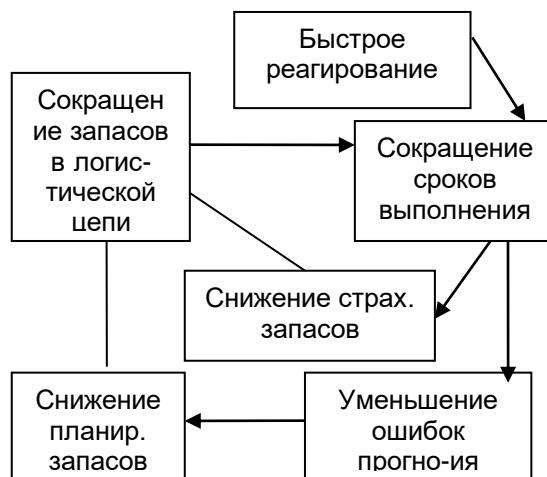 Быстрое
реагирование
Сокращен
ие запасов
в логис-
тической
цепи
Сокращение
сроков
выполнения
Снижение страх.
запасов
Снижение
планир.
запасов
Уменьшение
ошибок
прогно-ия